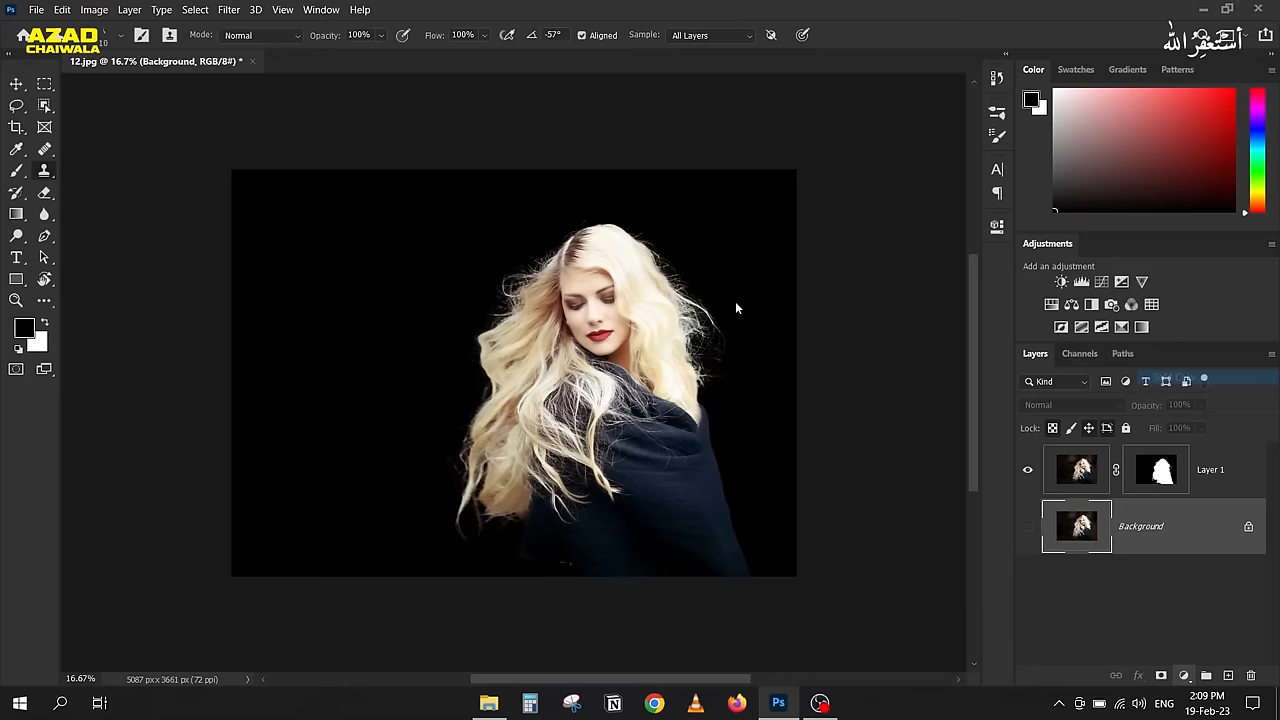 File Edit Image Layer Type Select Filter 3D View Window Help
AZAD
CHAIWALA
أستغفر الله
10 Mode: Normal Opacity: 100% Flow: 100% -57° Aligned Sample: All Layers
12.jpg @ 16.7% (Background, RGB/8#) *
Color Swatches Gradients Patterns
Adjustments
Add an adjustment
Layers Channels Paths
Kind
Normal Opacity: 100%
Lock: Fill: 100%
Layer 1
Background
16.67% 5087 px x 3661 px (72 ppi)
ENG
2:09 PM
19-Feb-23